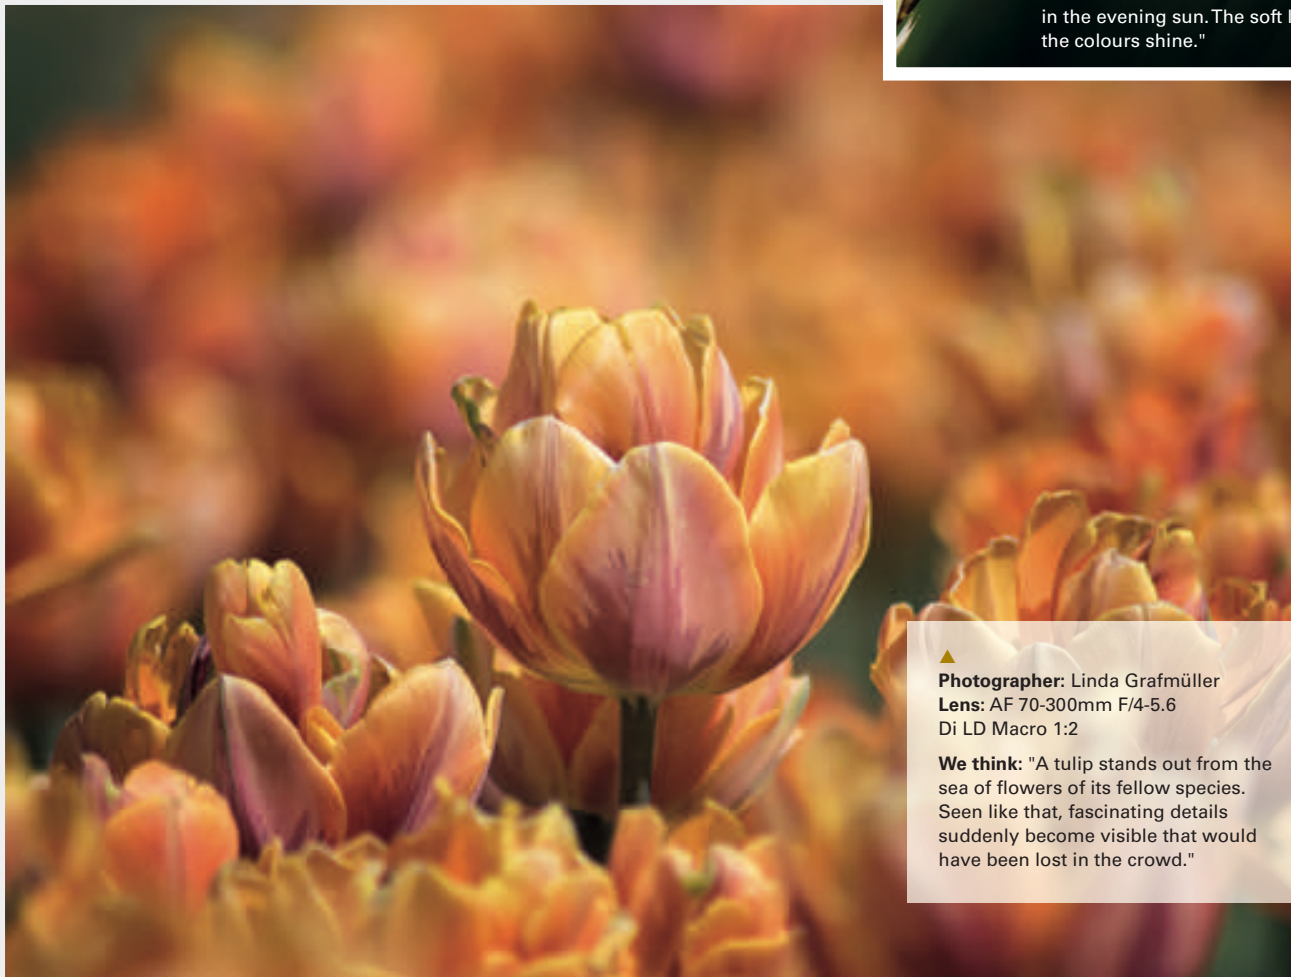 in the evening sun. The soft
the colours shine."
Photographer: Linda Grafmüller
Lens: AF 70-300mm F/4-5.6
Di LD Macro 1:2
We think: "A tulip stands out from the
sea of flowers of its fellow species.
Seen like that, fascinating details
suddenly become visible that would
have been lost in the crowd."